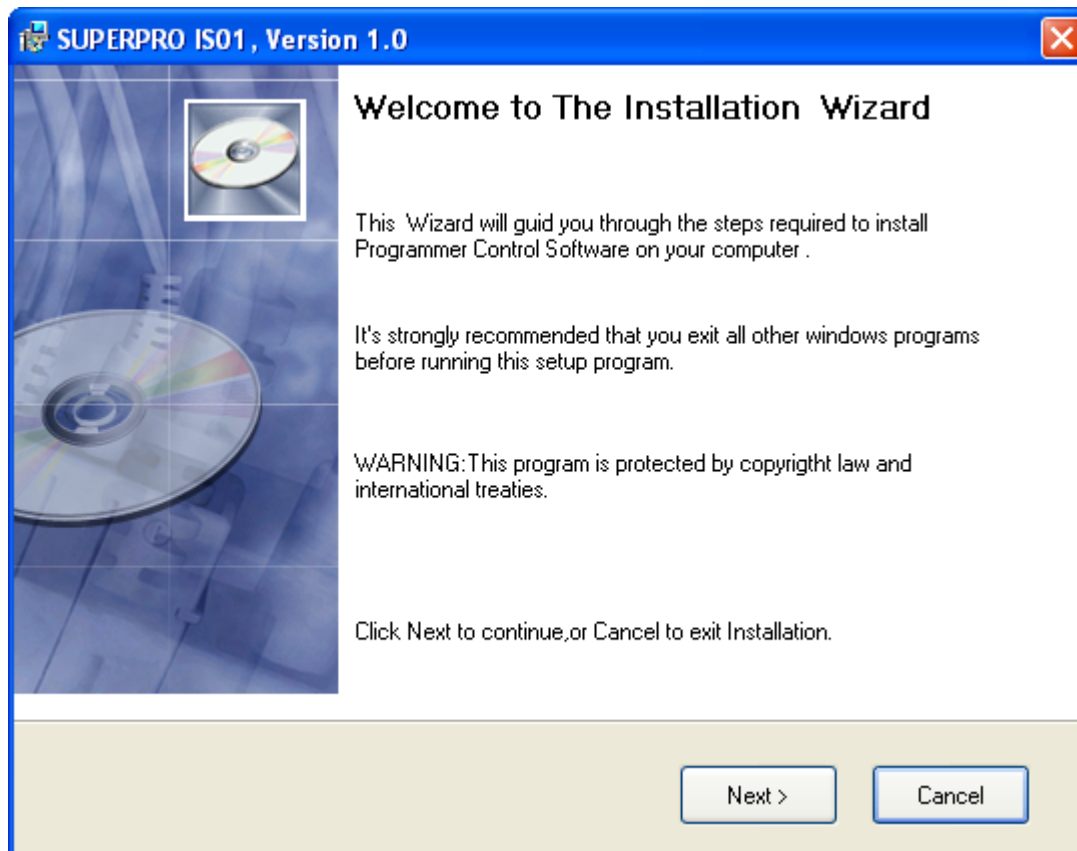 SUPERPRO IS01, Version 1.0
Welcome to The Installation  Wizard
This  Wizard will guid you through the steps required to install
Programmer Control Software on your computer .
It's strongly recommended that you exit all other windows programs
before running this setup program.
WARNING:This program is protected by copyrigtht law and
international treaties.
Click Next to continue,or Cancel to exit Installation.
Next >
Cancel